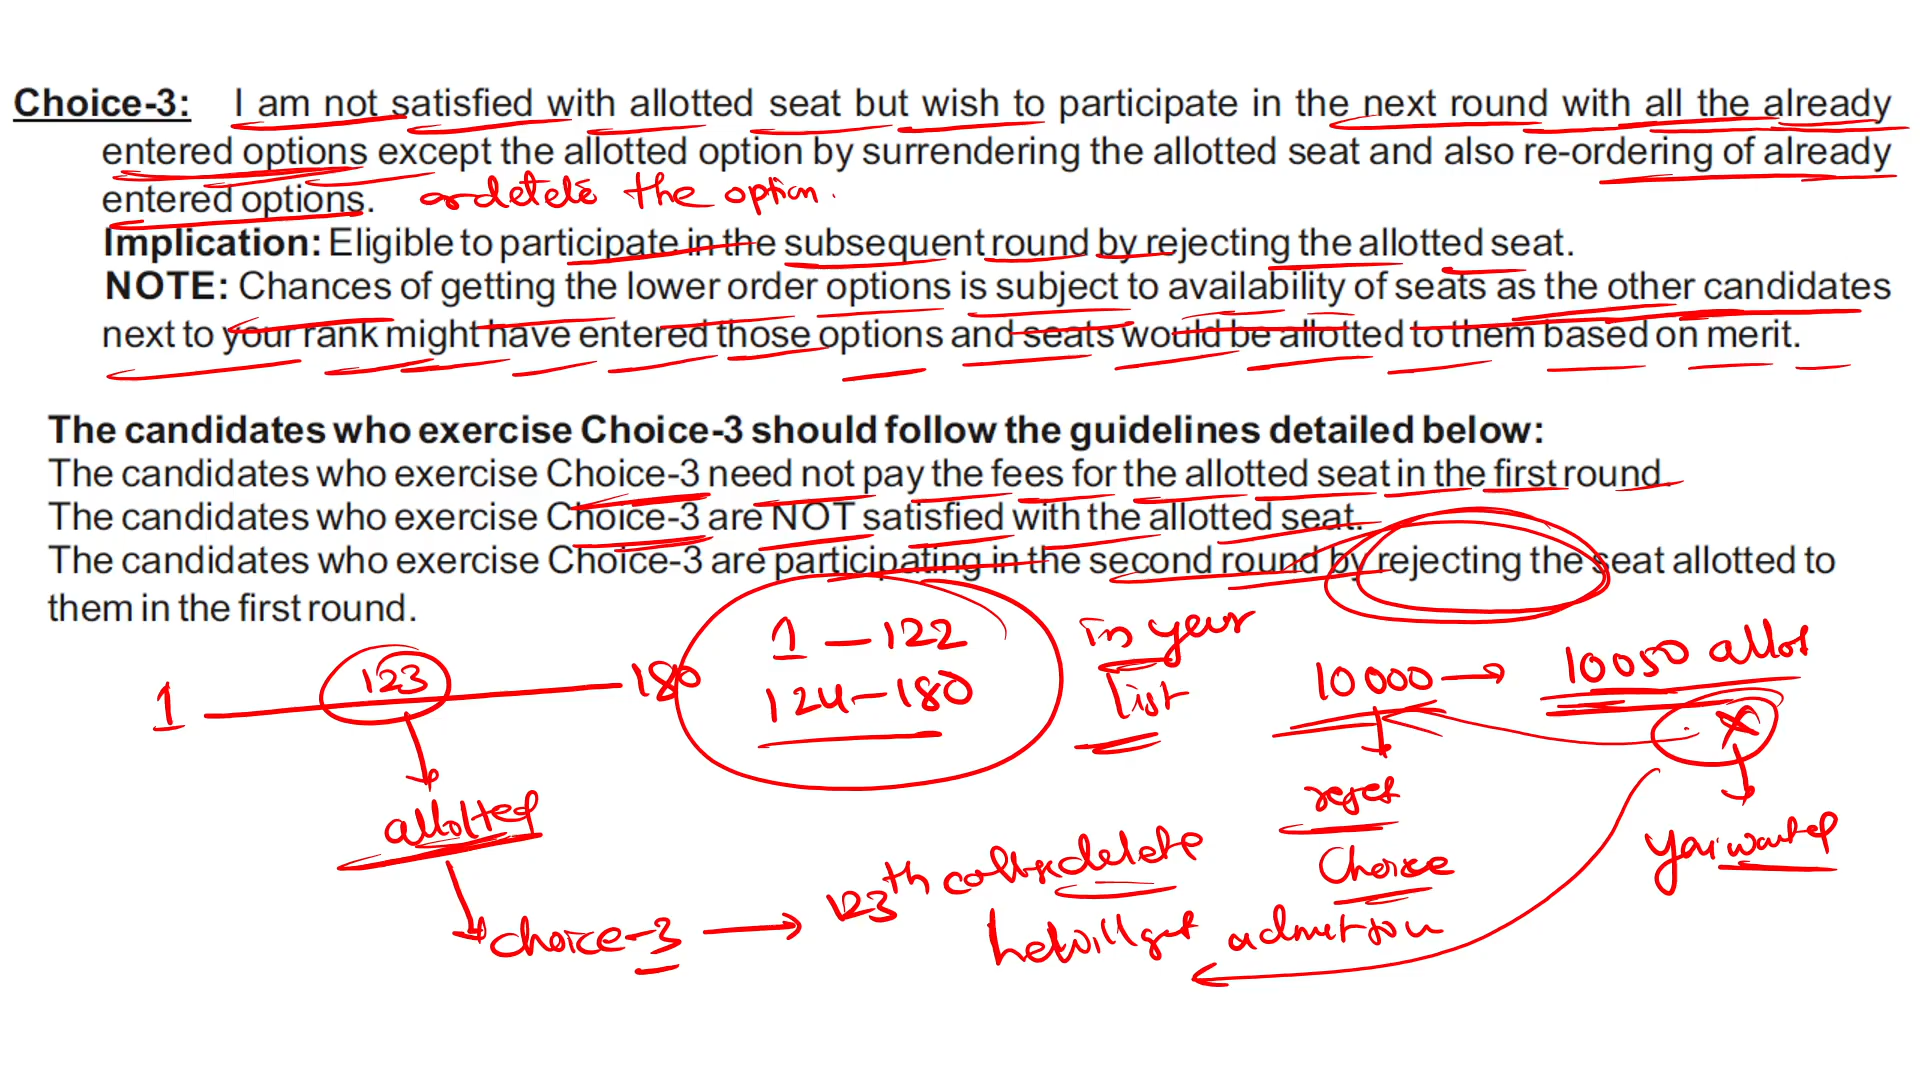 Choice-3: I am not satisfied with allotted seat but wish to participate in the next round with all the already
entered options except the allotted option by surrendering the allotted seat and also re-ordering of already
entered options.
the option.
Implication: Eligible to participate in the subsequent round by rejecting the allotted seat.
NOTE: Chances of getting the lower order options is subject to availability of seats as the other candidates
next to your rank might have entered those options and seats would be allotted to them based on merit.
The candidates who exercise Choice-3 should follow the guidelines detailed below:
The candidates who exercise Choice-3 need not pay the fees for the allotted seat in the first round.
The candidates who exercise Choice-3 are NOT satisfied with the allotted seat.
The candidates who exercise Choice-3 are participating in the second round by rejecting the seat allotted to
them in the first round.
1 123 180
1 - 122
124 - 180
in your
list
10000 → 10050 allot
x
allotted
reject
choice
you wanted
choice-3 → 123th delete
he will get admission